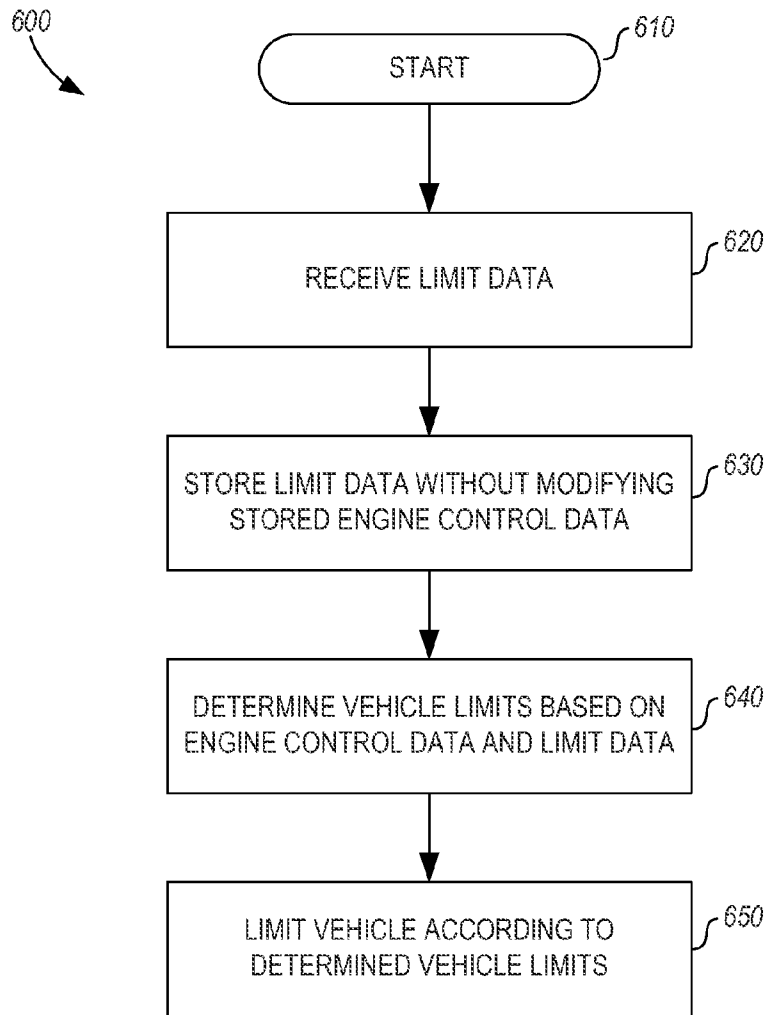 600
610
START
620
RECEIVE LIMIT DATA
630
STORE LIMIT DATA WITHOUT MODIFYING
STORED ENGINE CONTROL DATA
640
DETERMINE VEHICLE LIMITS BASED ON
ENGINE CONTROL DATA AND LIMIT DATA
650
LIMIT VEHICLE ACCORDING TO
DETERMINED VEHICLE LIMITS